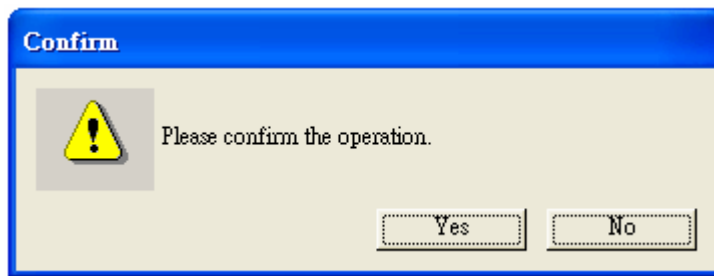 Confirm
Please confirm the operation.
Yes
No